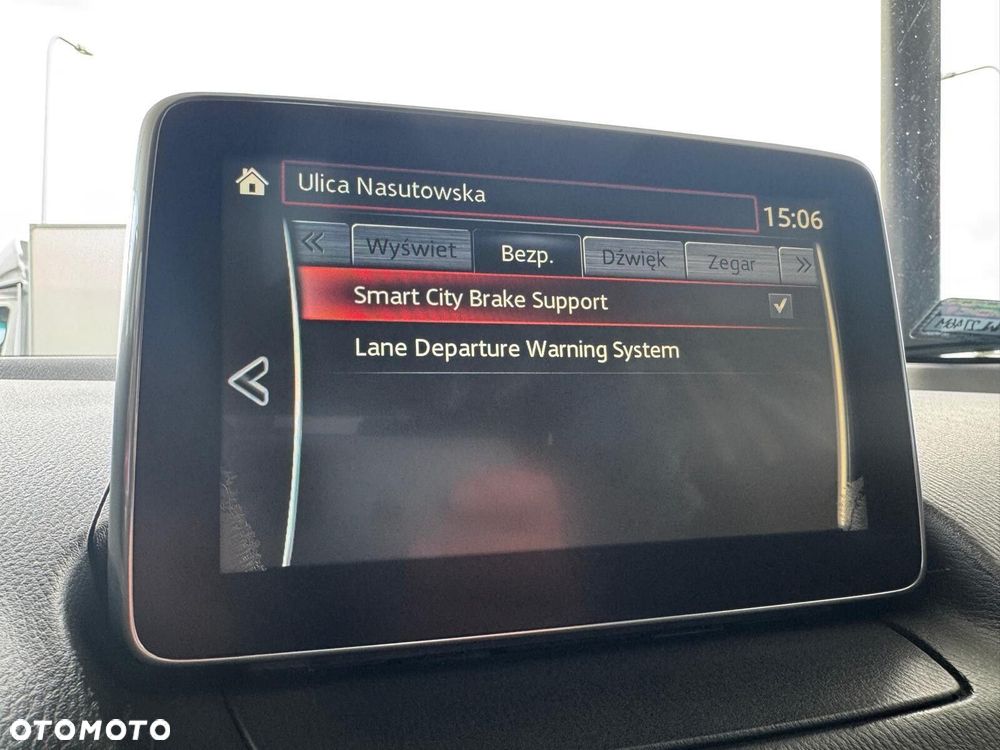 Ulica Nasutowska
15:06
Wyświet
Bezp.
Dźwięk
Zegar
Smart City Brake Support
Lane Departure Warning System
OTOMOTO